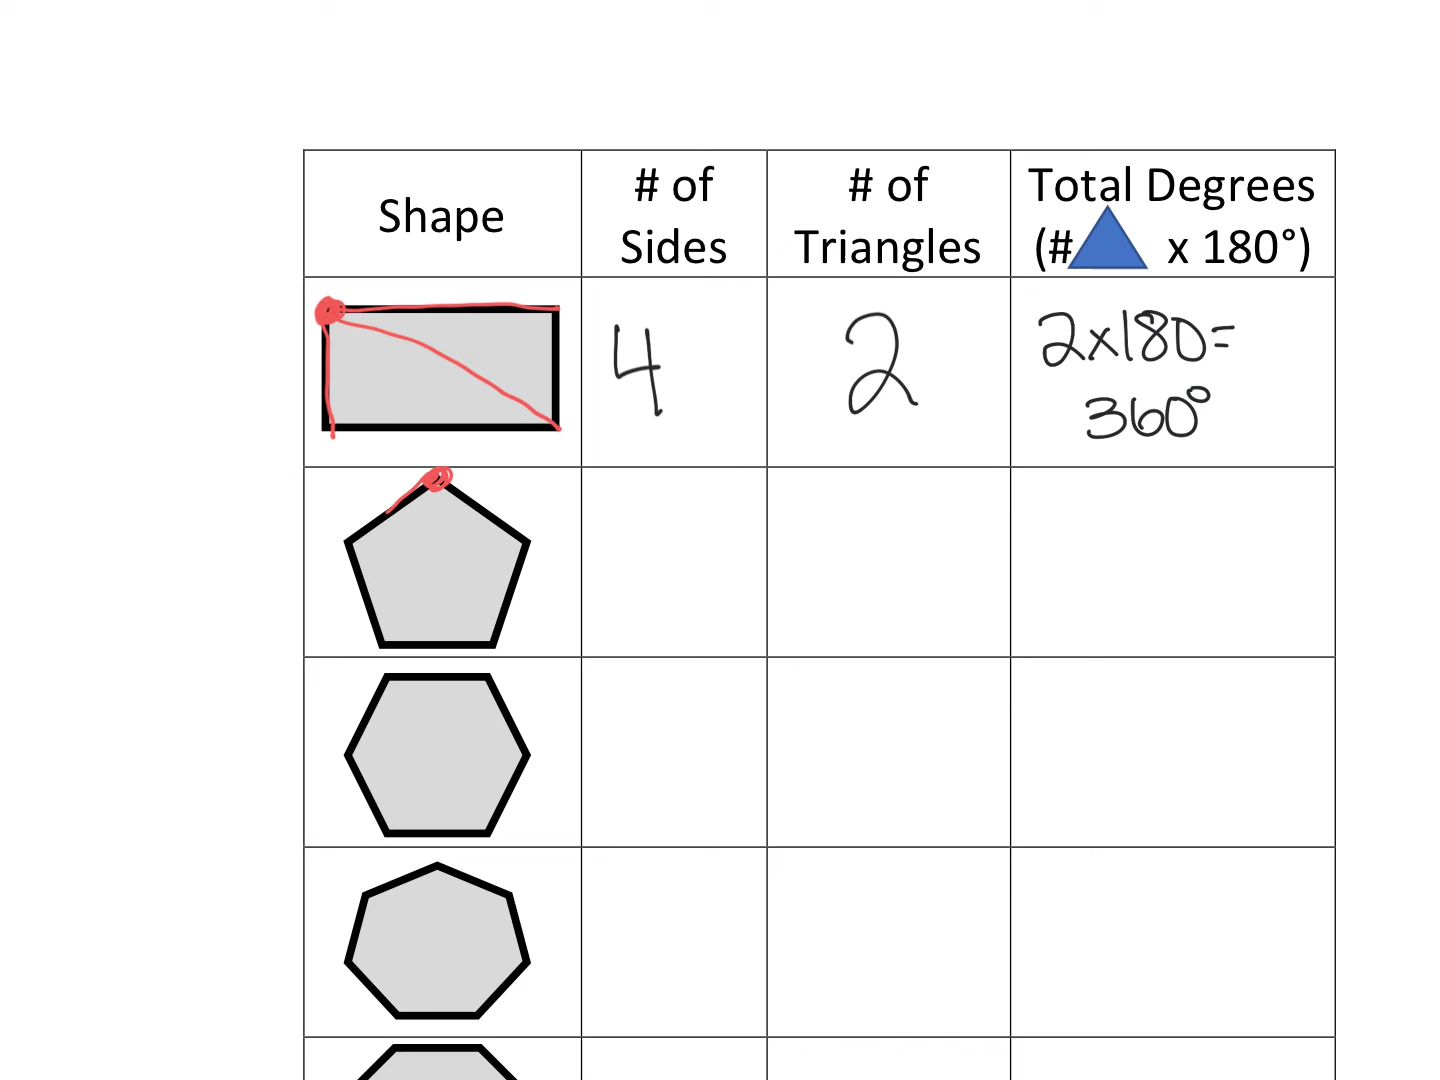 Shape
# of
Sides
# of
Triangles
Total Degrees
(# x 180°)
4
2
2x180=
360°